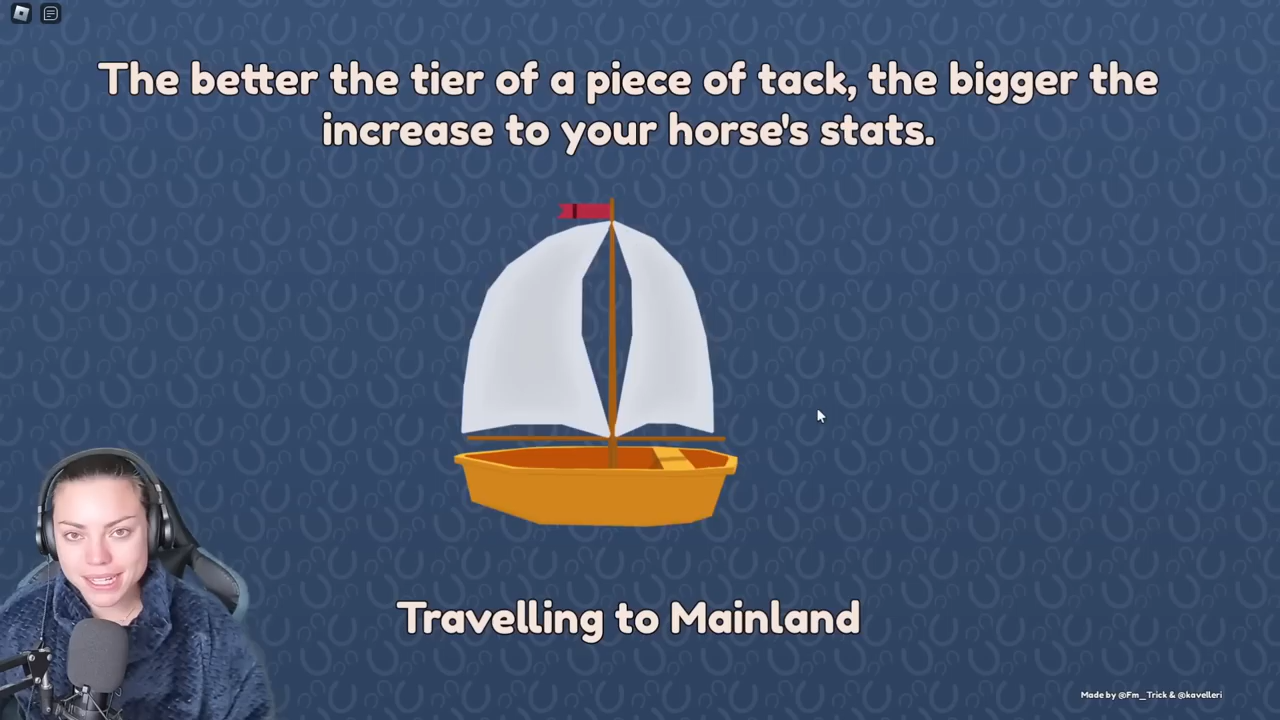 The better the tier of a piece of tack, the bigger the
increase to your horse's stats.
Travelling to Mainland
Made by @Fm_Trick & @kavelleri